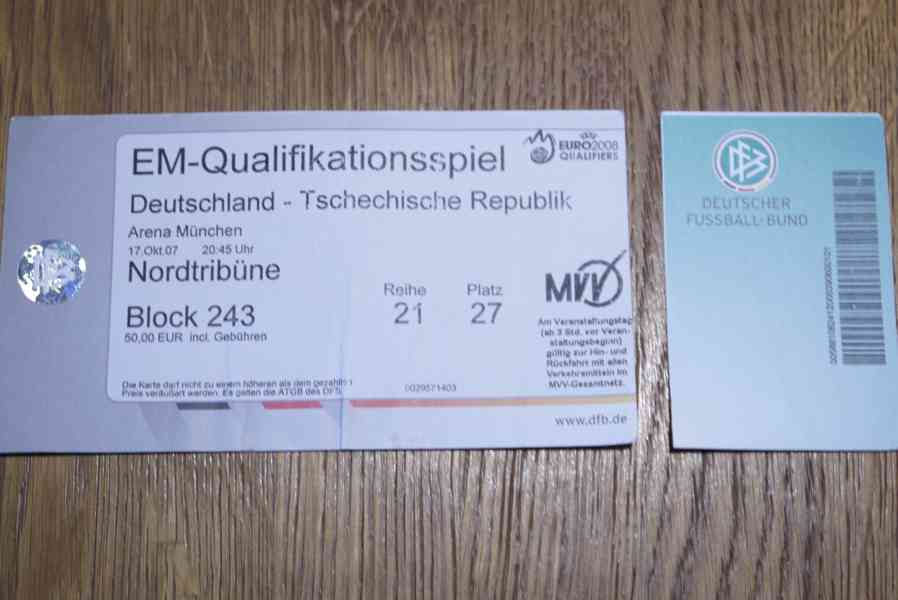 EM-Qualifikationsspiel
EURO2008
QUALIFIERS
Deutschland - Tschechische Republik
Arena München
17.Okt.07 20:45 Uhr
Nordtribüne
Reihe Platz
Block 243 21 27
50,00 EUR incl. Gebühren
MVV
Am Veranstaltungstag
(ab 3 Std. vor Veran-
staltungsbeginn)
gültig zur Hin- und
Rückfahrt mit allen
Verkehrsmitteln im
MVV-Gesamtnetz.
Die Karte darf nicht zu einem höheren als dem gezahlt
Preis veräußert werden. Es gelten die ATGB des DFB
0029571403
www.dfb.de
DFB
DEUTSCHER
FUSSBALL-BUND